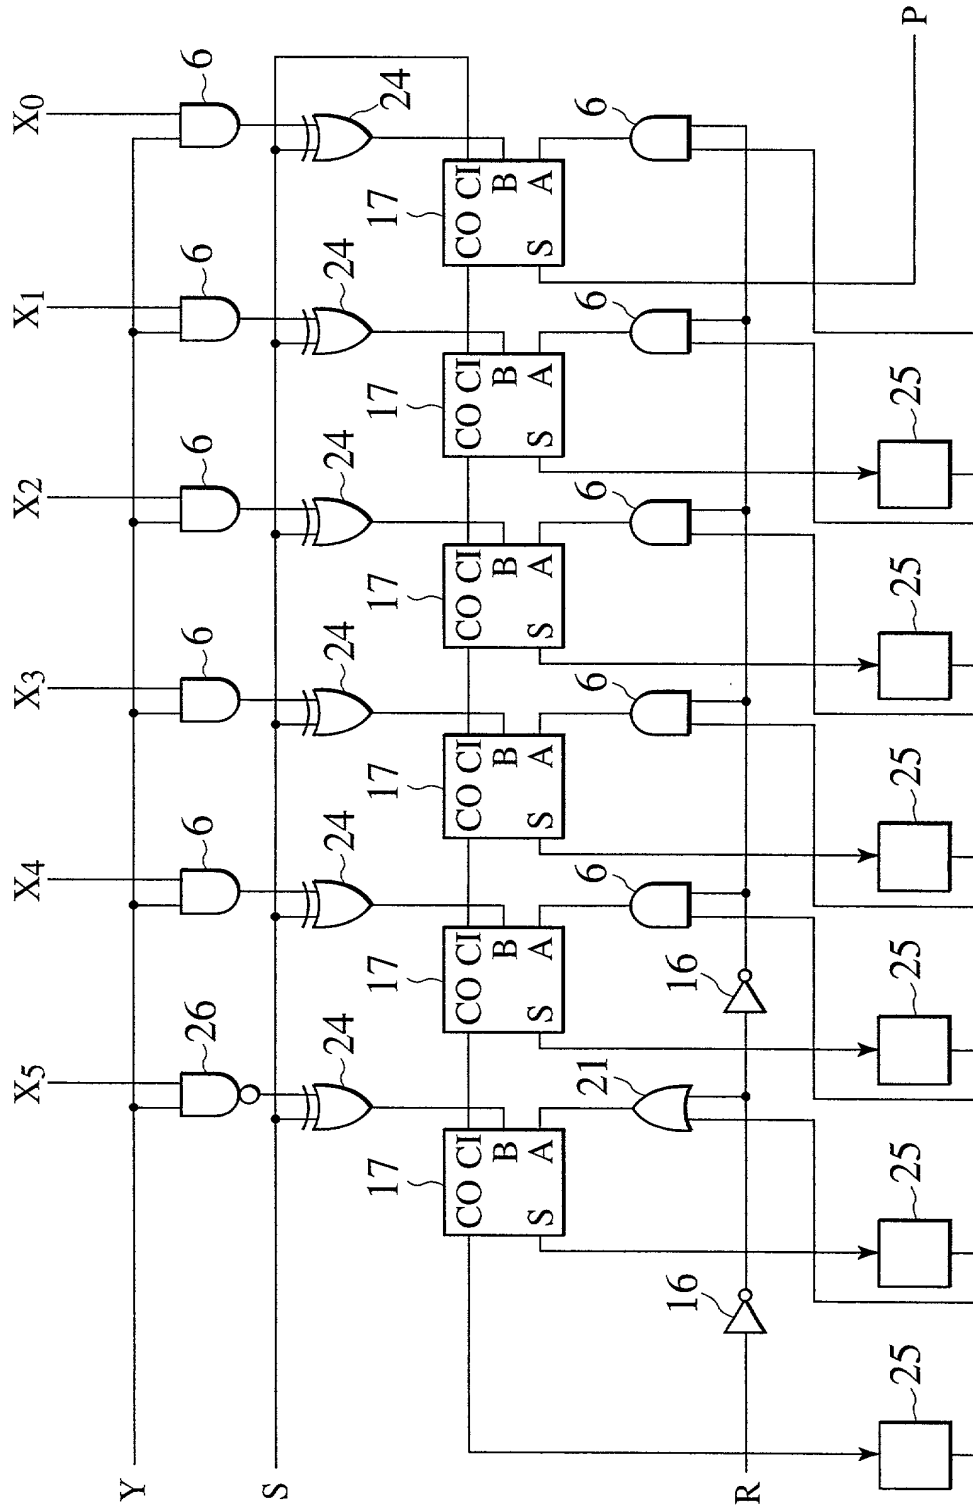 X5 X4 X3 X2 X1 X0
Y
26 6 6 6 6 6
S
24 24 24 24 24 24
17 17 17 17 17 17
CO CI CO CI CO CI CO CI CO CI CO CI
B B B B B B
S A S A S A S A S A S A
21 6 6 6 6 6
16 16
R
25 25 25 25 25 25
P